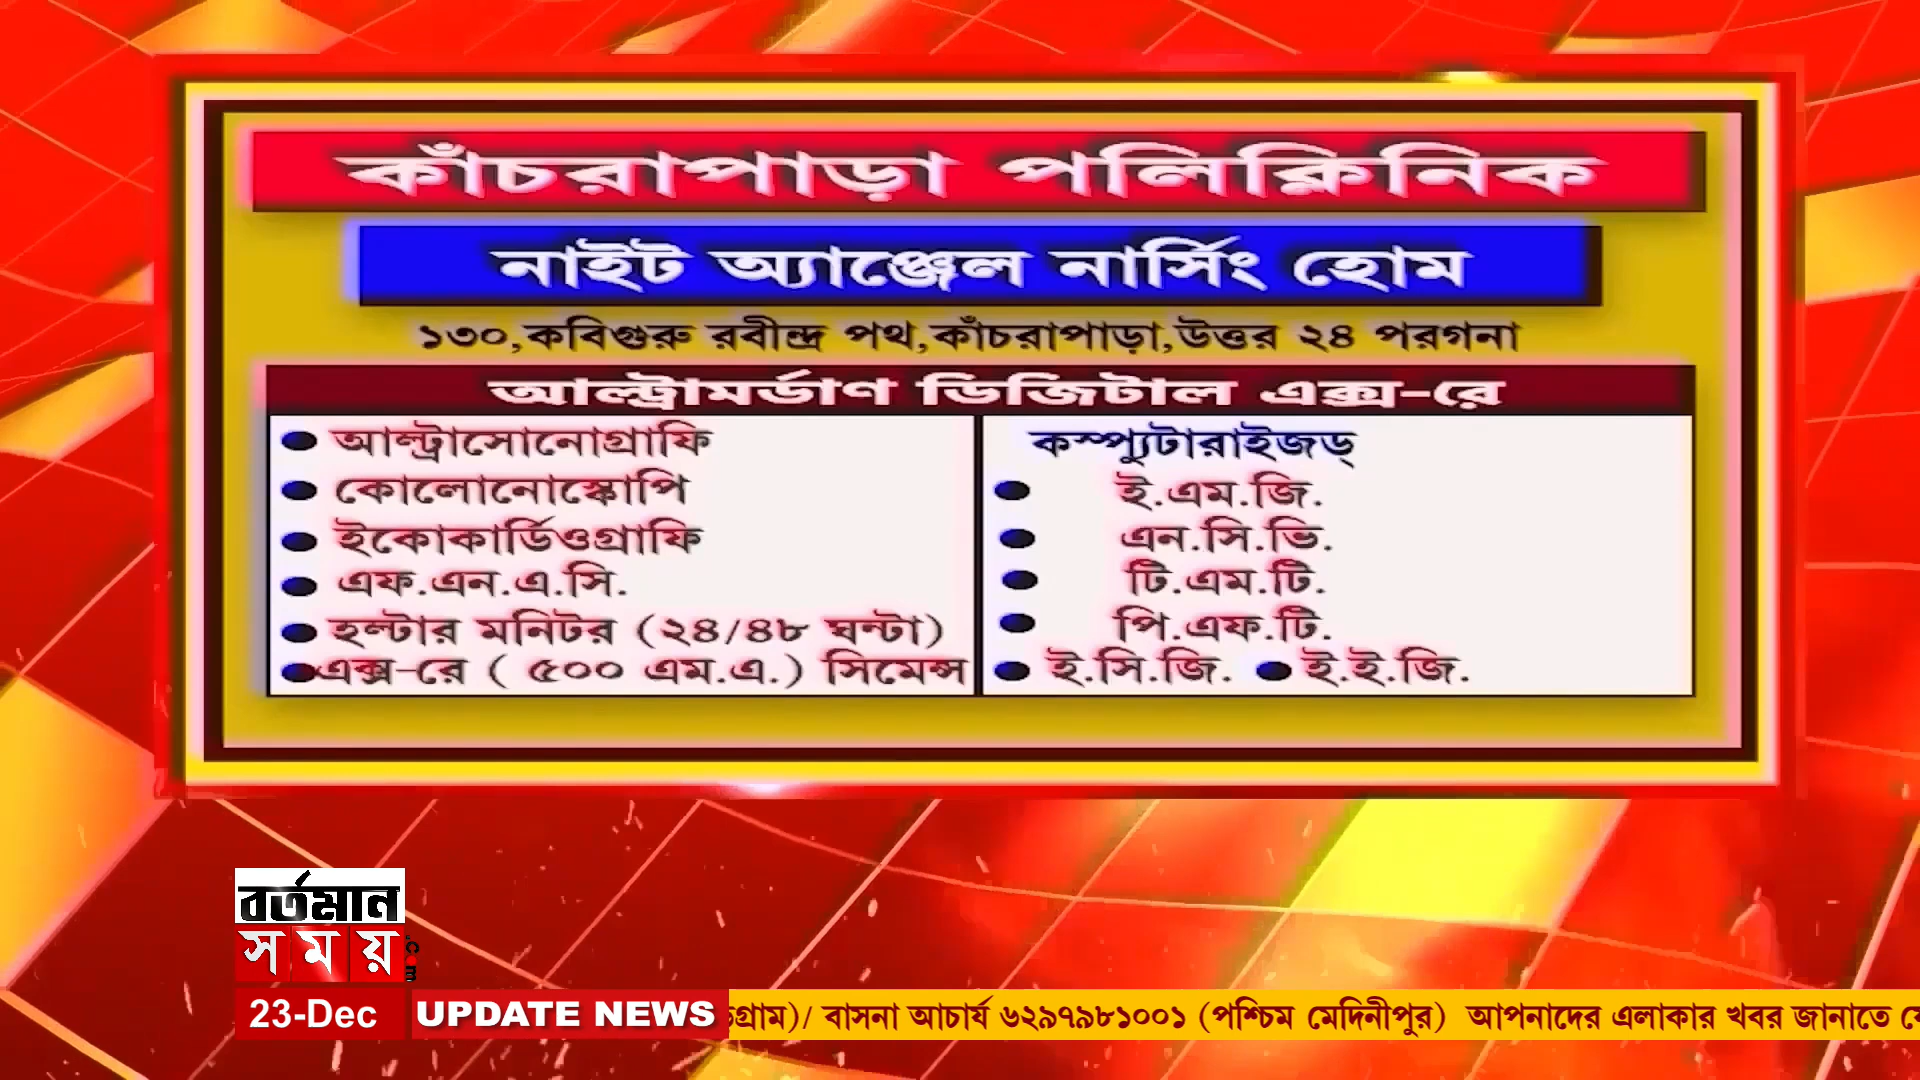 কাঁচরাপাড়া পলিক্লিনিক
নাইট অ্যাঞ্জেল নার্সিং হোম
১৩০,কবিগুরু রবীন্দ্র পথ,কাঁচরাপাড়া,উত্তর ২৪ পরগনা
আল্ট্রামর্ডাণ ডিজিটাল এক্স-রে
● আল্ট্রাসোনোগ্রাফি
● কোলোনোস্কোপি
● ইকোকার্ডিওগ্রাফি
● এফ.এন.এ.সি.
● হল্টার মনিটর (২৪/৪৮ ঘন্টা)
● এক্স-রে ( ৫০০ এম.এ.) সিমেন্স
কম্প্যুটারাইজড্
● ই.এম.জি.
● এন.সি.ভি.
● টি.এম.টি.
● পি.এফ.টি.
● ই.সি.জি. ● ই.ই.জি.
বর্তমান
সময়
.com
23-Dec UPDATE NEWS গ্রাম)/ বাসনা আচার্য ৬২৯৭৯৮১০০১ (পশ্চিম মেদিনীপুর) আপনাদের এলাকার খবর জানাতে